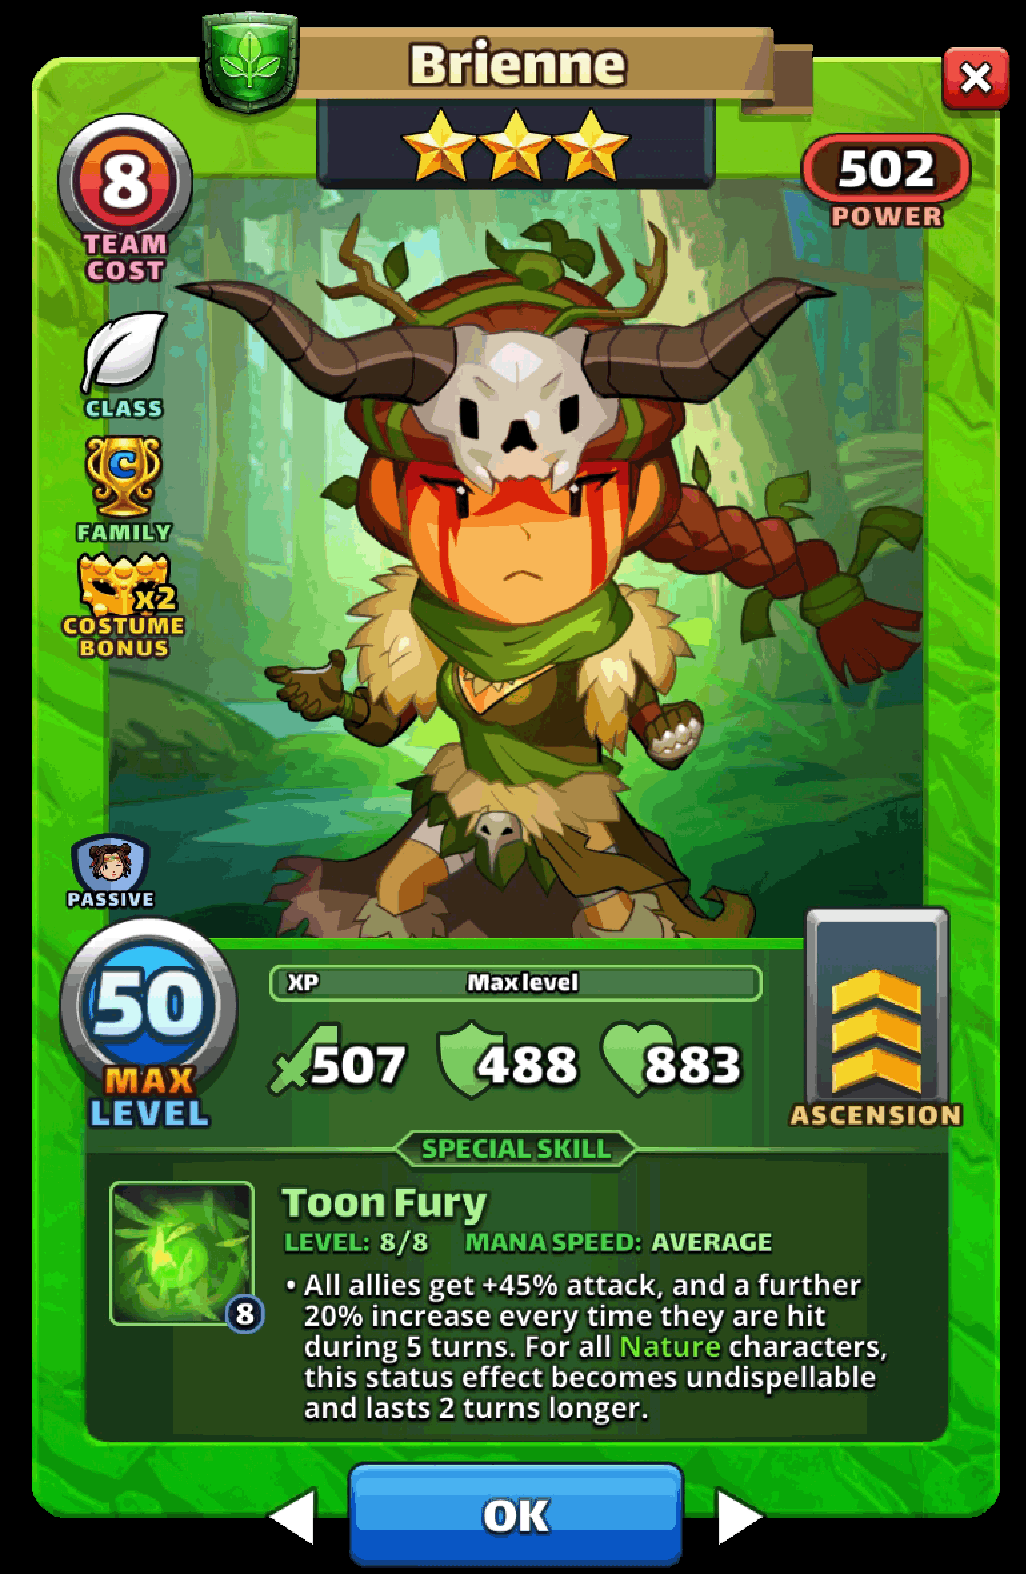 Brienne
8
TEAM
COST
502
POWER
CLASS
C
FAMILY
x2
COSTUME
BONUS
PASSIVE
50
MAX
LEVEL
XP
Max level
507
488
883
ASCENSION
SPECIAL SKILL
Toon Fury
LEVEL: 8/8 MANA SPEED: AVERAGE
8
• All allies get +45% attack, and a further
20% increase every time they are hit
during 5 turns. For all Nature characters,
this status effect becomes undispellable
and lasts 2 turns longer.
OK